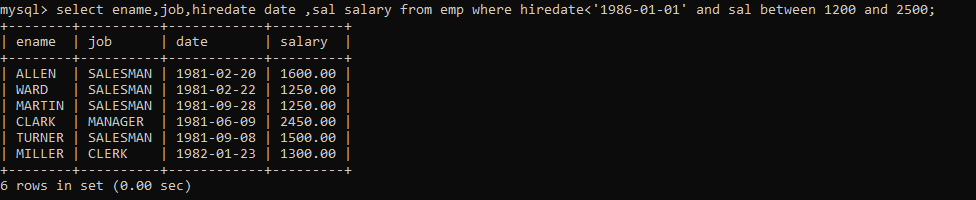 mysql> select ename,job,hiredate date ,sal salary from emp where hiredate<'1986-01-01' and sal between 1200 and 2500;
+--------+----------+------------+---------+
| ename  | job      | date       | salary  |
+--------+----------+------------+---------+
| ALLEN  | SALESMAN | 1981-02-20 | 1600.00 |
| WARD   | SALESMAN | 1981-02-22 | 1250.00 |
| MARTIN | SALESMAN | 1981-09-28 | 1250.00 |
| CLARK  | MANAGER  | 1981-06-09 | 2450.00 |
| TURNER | SALESMAN | 1981-09-08 | 1500.00 |
| MILLER | CLERK    | 1982-01-23 | 1300.00 |
+--------+----------+------------+---------+
6 rows in set (0.00 sec)